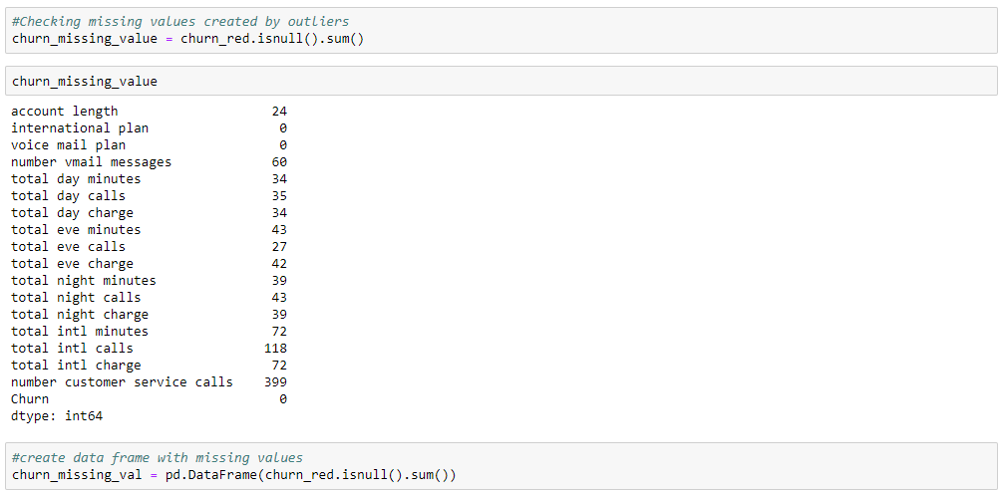 #Checking missing values created by outliers
churn_missing_value = churn_red.isnull().sum()
churn_missing_value
account length 24
international plan 0
voice mail plan 0
number vmail messages 60
total day minutes 34
total day calls 35
total day charge 34
total eve minutes 43
total eve calls 27
total eve charge 42
total night minutes 39
total night calls 43
total night charge 39
total intl minutes 72
total intl calls 118
total intl charge 72
number customer service calls 399
Churn 0
dtype: int64
#create data frame with missing values
churn_missing_val = pd.DataFrame(churn_red.isnull().sum())